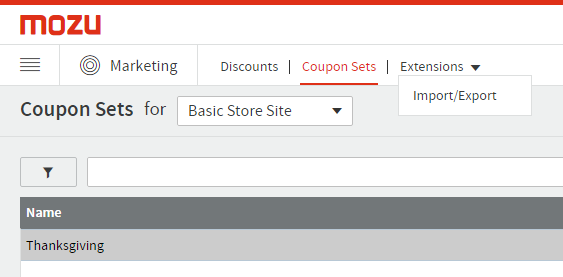 mozu
Marketing Discounts | Coupon Sets | Extensions
Import/Export
Coupon Sets for Basic Store Site
Name
Thanksgiving